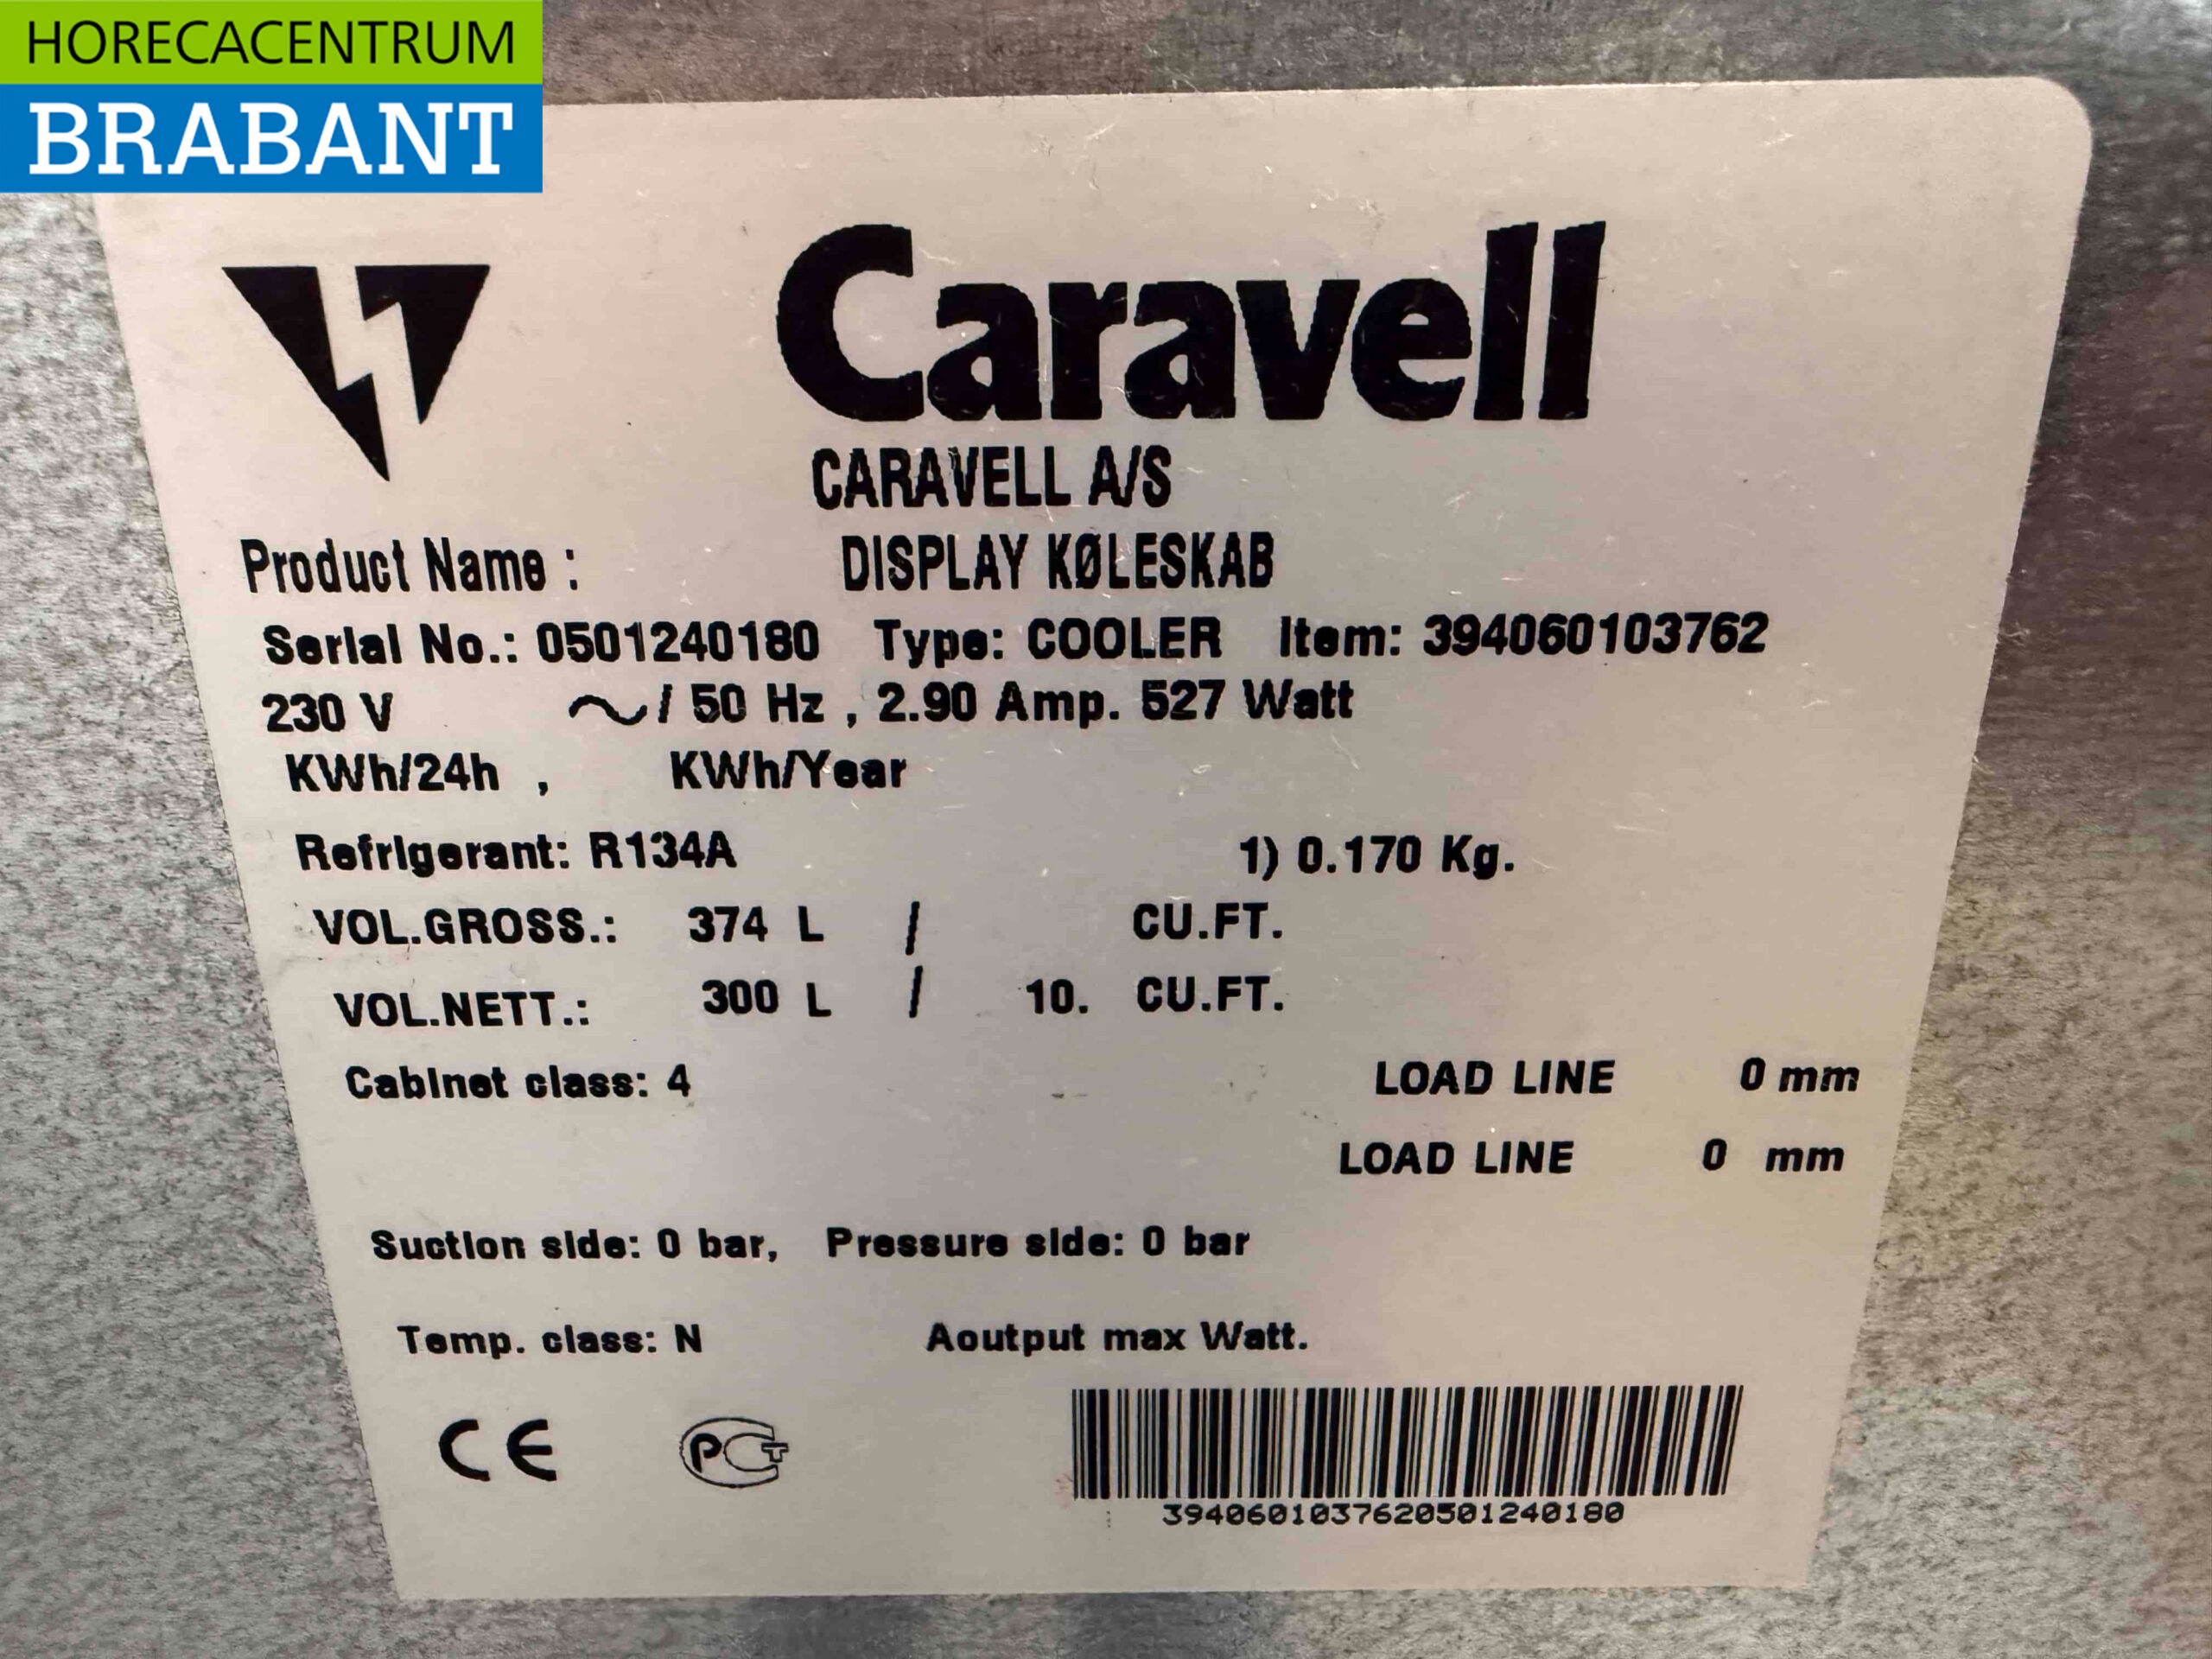 HORECACENTRUM
BRABANT
Caravell
CARAVELL A/S
Product Name : DISPLAY KØLESKAB
Serial No.: 0501240180 Type: COOLER Item: 394060103762
230 V ~/ 50 Hz , 2.90 Amp. 527 Watt
KWh/24h , KWh/Year
Refrigerant: R134A 1) 0.170 Kg.
VOL.GROSS.: 374 L / CU.FT.
VOL.NETT.: 300 L / 10. CU.FT.
Cabinet class: 4 LOAD LINE 0 mm
LOAD LINE 0 mm
Suction side: 0 bar, Pressure side: 0 bar
Temp. class: N Aoutput max Watt.
CE PCT
3940601037620501240180